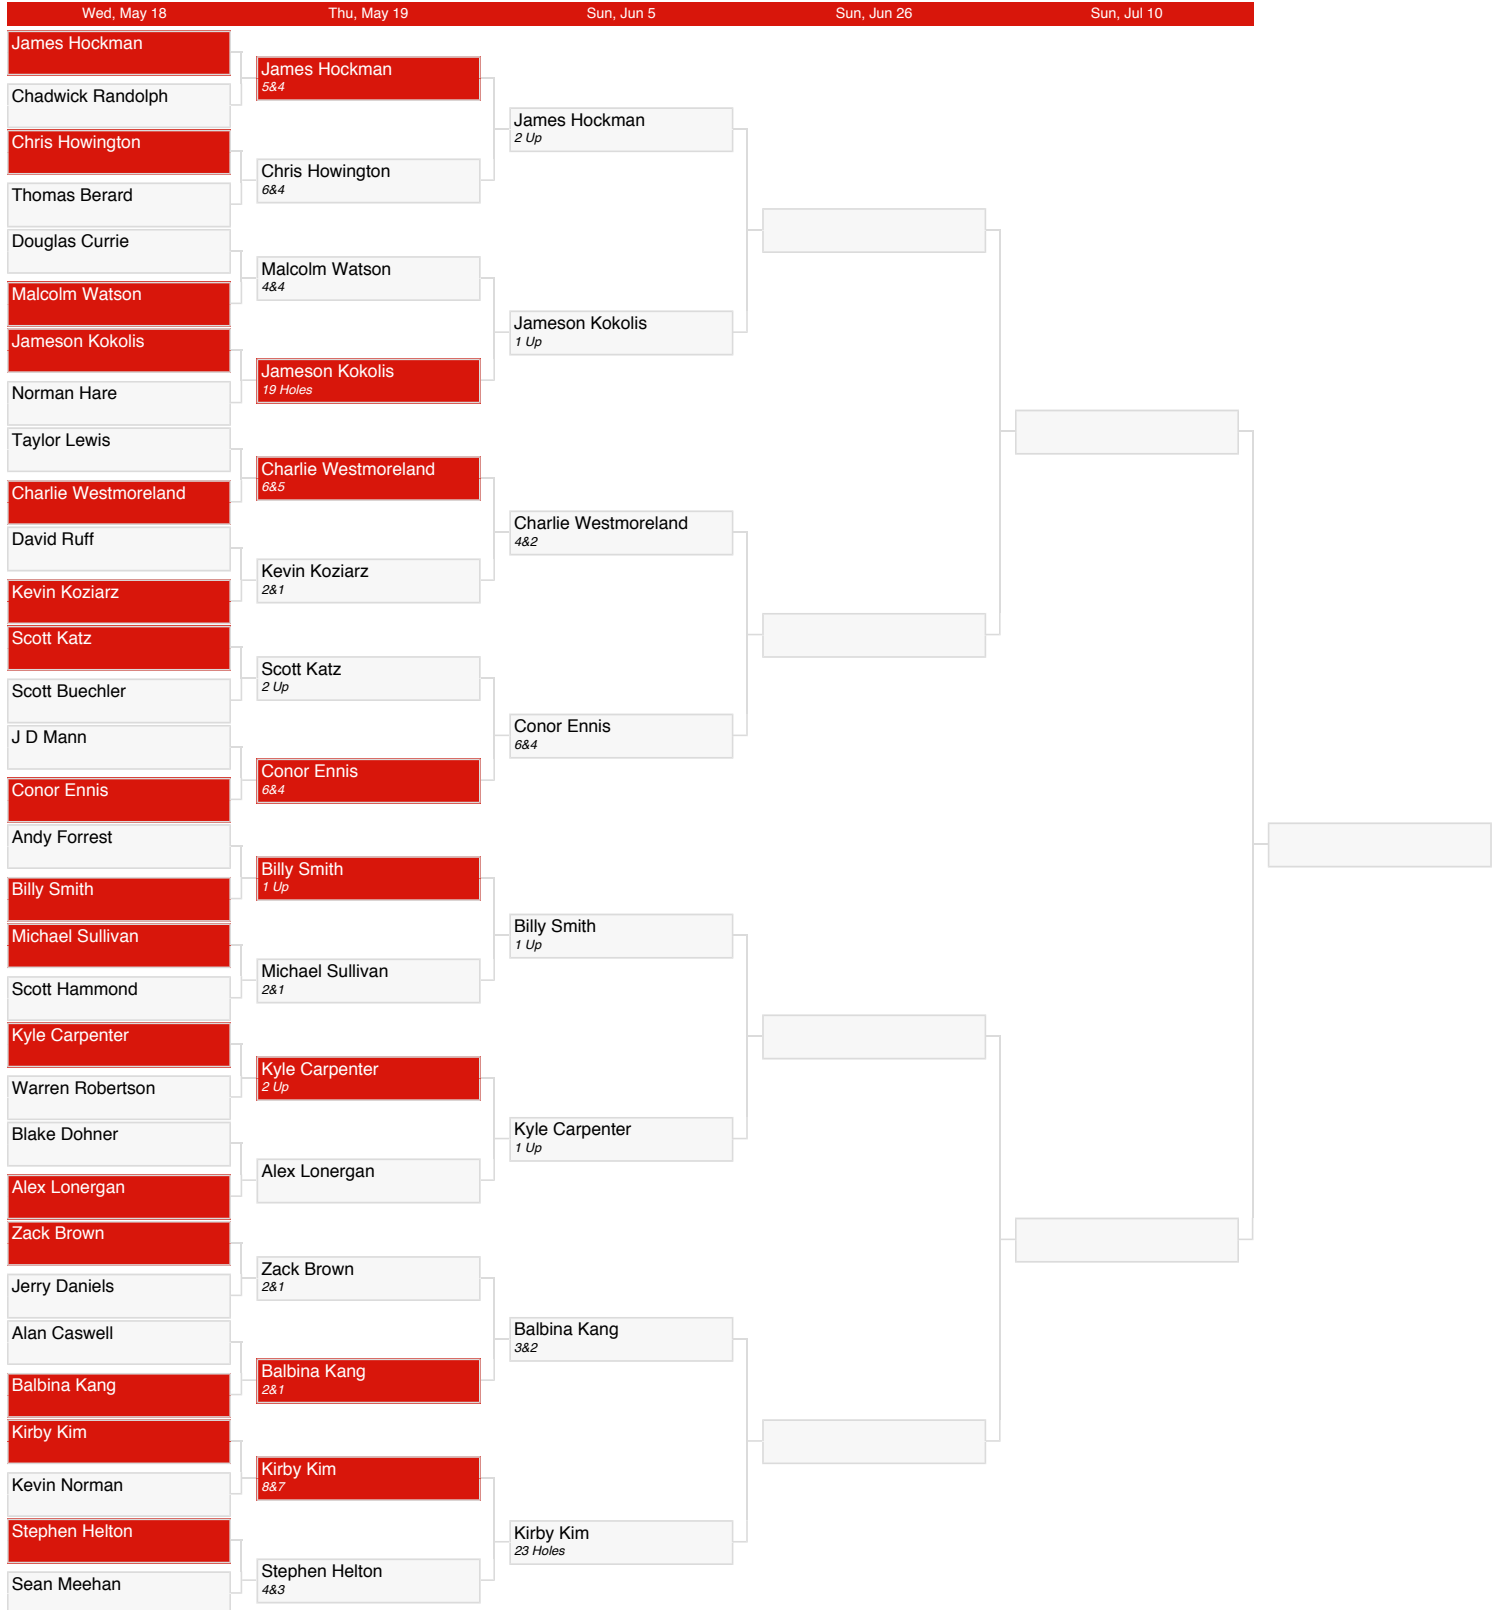 Wed, May 18
Thu, May 19
Sun, Jun 5
Sun, Jun 26
Sun, Jul 10
James Hockman
Chadwick Randolph
Chris Howington
Thomas Berard
Douglas Currie
Malcolm Watson
Jameson Kokolis
Norman Hare
Taylor Lewis
Charlie Westmoreland
David Ruff
Kevin Koziarz
Scott Katz
Scott Buechler
J D Mann
Conor Ennis
Andy Forrest
Billy Smith
Michael Sullivan
Scott Hammond
Kyle Carpenter
Warren Robertson
Blake Dohner
Alex Lonergan
Zack Brown
Jerry Daniels
Alan Caswell
Balbina Kang
Kirby Kim
Kevin Norman
Stephen Helton
Sean Meehan
James Hockman
5&4
Chris Howington
6&4
Malcolm Watson
4&4
Jameson Kokolis
19 Holes
Charlie Westmoreland
6&5
Kevin Koziarz
2&1
Scott Katz
2 Up
Conor Ennis
6&4
Billy Smith
1 Up
Michael Sullivan
2&1
Kyle Carpenter
2 Up
Alex Lonergan
Zack Brown
2&1
Balbina Kang
2&1
Kirby Kim
8&7
Stephen Helton
4&3
James Hockman
2 Up
Jameson Kokolis
1 Up
Charlie Westmoreland
4&2
Conor Ennis
6&4
Billy Smith
1 Up
Kyle Carpenter
1 Up
Balbina Kang
3&2
Kirby Kim
23 Holes